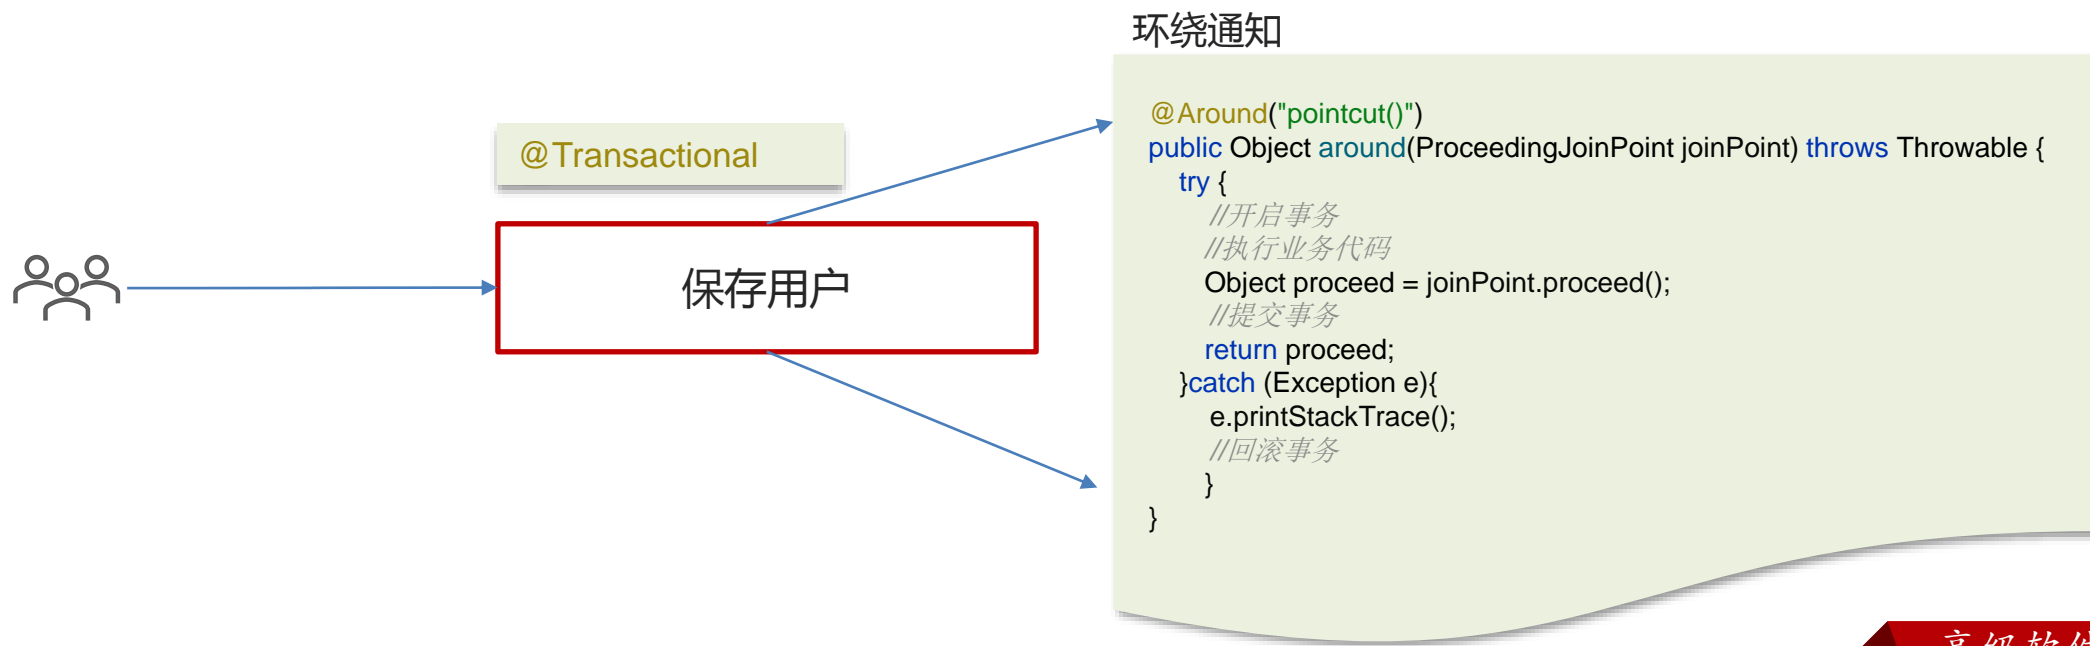 环绕通知
@Transactional
保存用户
@Around("pointcut()")
public Object around(ProceedingJoinPoint joinPoint) throws Throwable {
try {
//开启事务
//执行业务代码
Object proceed = joinPoint.proceed();
//提交事务
return proceed;
}catch (Exception e){
e.printStackTrace();
//回滚事务
}
}